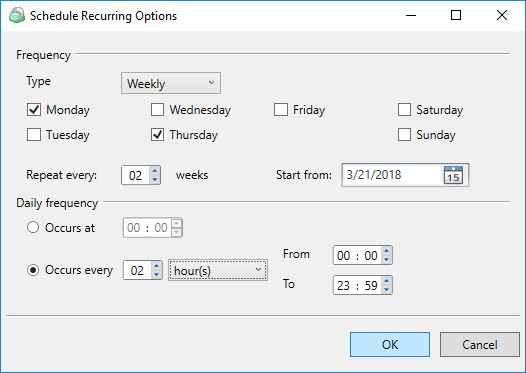 Schedule Recurring Options
Frequency
Type Weekly
Monday Wednesday Friday Saturday
Tuesday Thursday Sunday
Repeat every: 02 weeks Start from: 3/21/2018 15
Daily frequency
Occurs at 00 : 00
From 00 : 00
Occurs every 02 hour(s)
To 23 : 59
OK Cancel